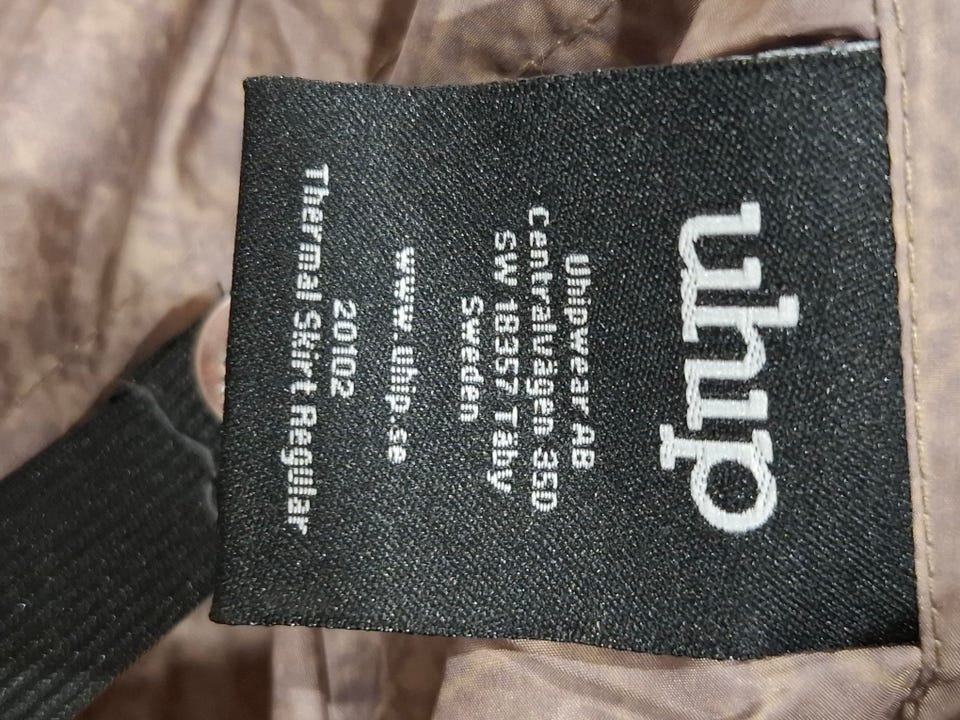 uhip
Uhipwear AB
Centralvägen 350
SW 18357 Täby
Sweden
www.Uhip.se
20102
Thermal Skirt Regular